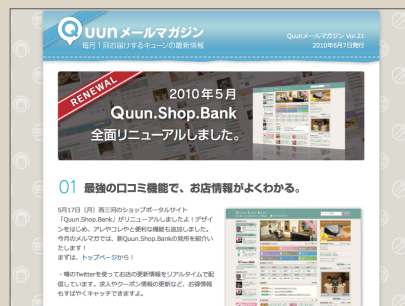 Quun メールマガジン
毎月1回お届けするキューンの最新情報
Quunメールマガジン Vol.21
2010年6月7日発行
RENEWAL
2010年5月
Quun.Shop.Bank
全面リニューアルしました。
01 最強の口コミ機能で、お店情報がよくわかる。
5月17日（月）西三河のショップポータルサイト
「Quun.Shop.Bank」がリニューアルしましたよ！デザイ
ンをはじめ、アレやコレやと便利な機能も追加しました。
今月のメルマガでは、新Quun.Shop.Bankの見所を紹介い
たします！
まずは、トップページから！
・噂のTwitterを使ってお店の更新情報をリアルタイムで配
信しています。求人やクーポン情報の更新など、お得情報
もすばやくキャッチできますよ。